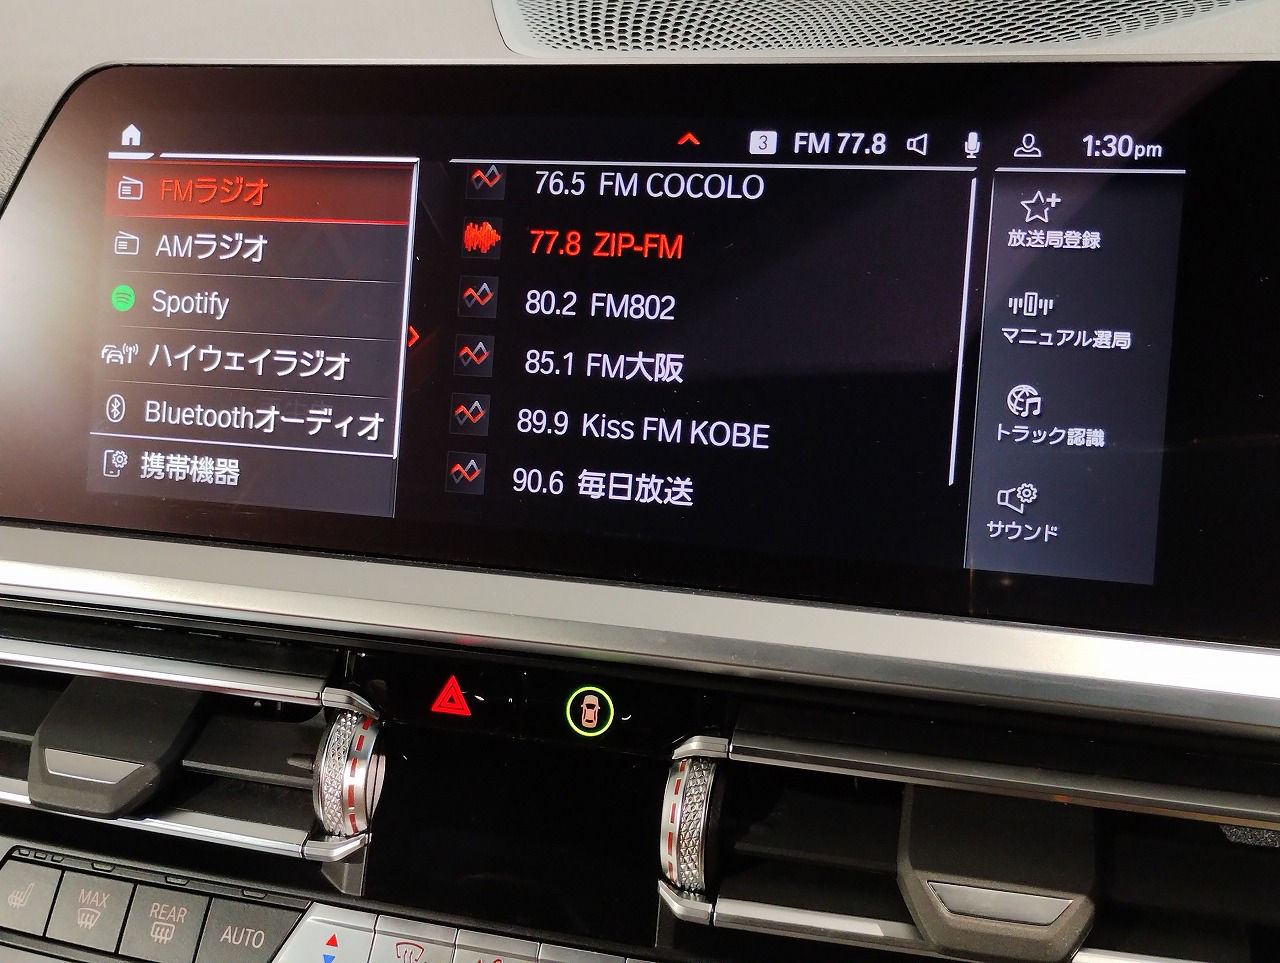 3 FM 77.8 1:30pm
FMラジオ
AMラジオ
Spotify
ハイウェイラジオ
Bluetoothオーディオ
携帯機器
76.5 FM COCOLO
77.8 ZIP-FM
80.2 FM802
85.1 FM大阪
89.9 Kiss FM KOBE
90.6 毎日放送
放送局登録
マニュアル選局
トラック認識
サウンド
MAX
REAR
AUTO